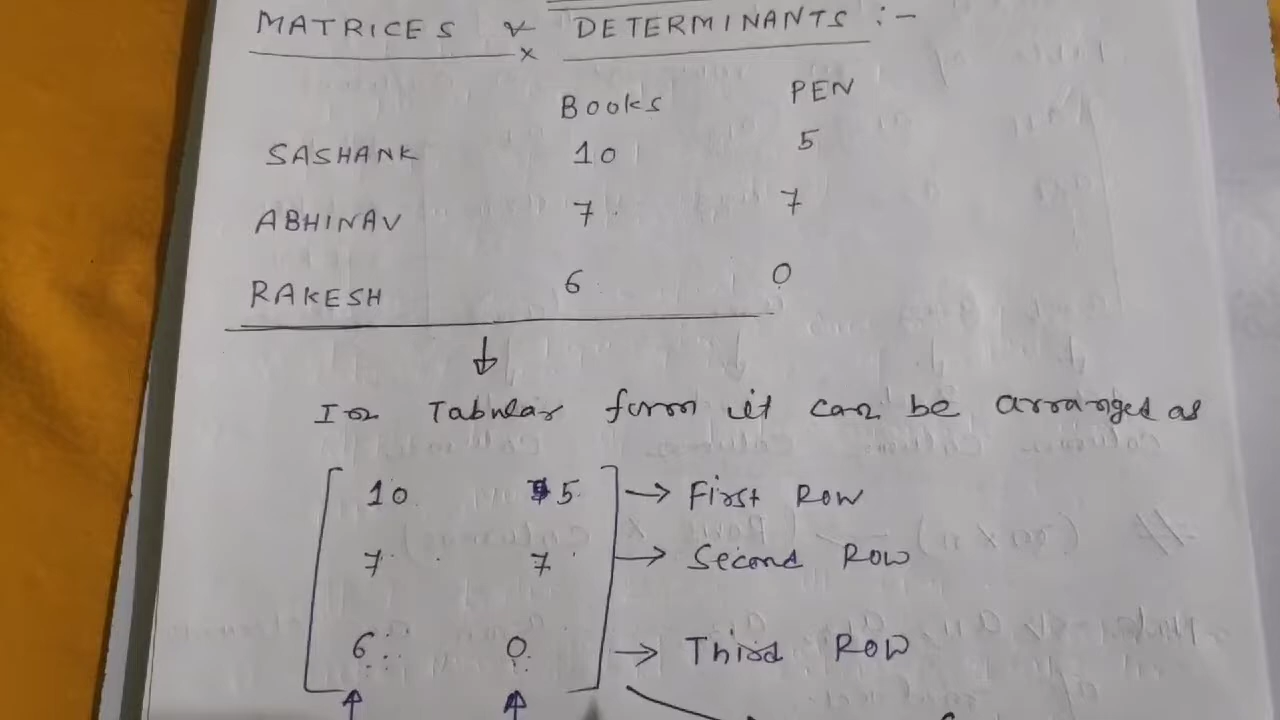 MATRICES & DETERMINANTS :-
Books PEN
SASHANK 10 5
ABHINAV 7 7
RAKESH 6 0
In Tabular form it can be arranged as
10 5 → First Row
7 7 → Second Row
6 0 → Third Row